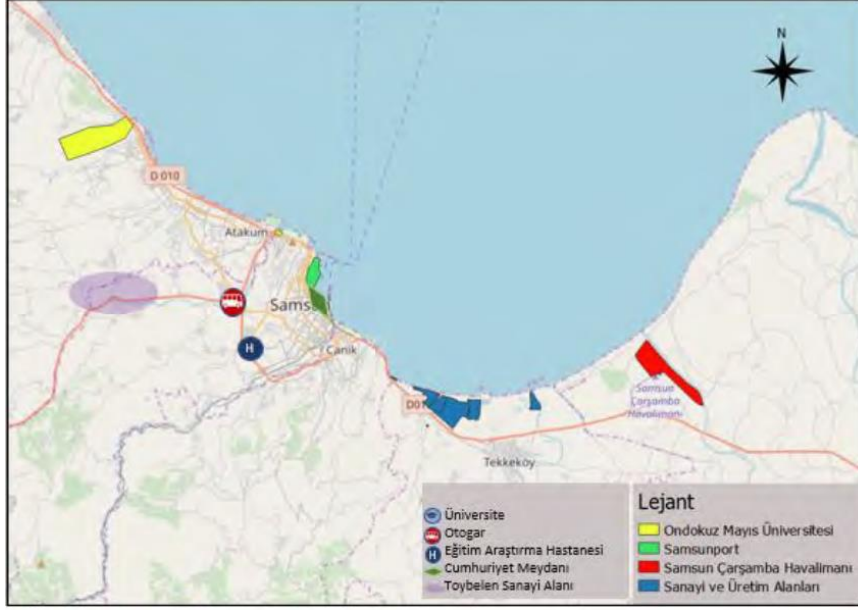 N
D 010
Atakum
Sams
Canik
D01
Samsun
Çarşamba
Havalimanı
Tekkeköy
H
Üniversite
Otogar
H
Eğitim Araştırma Hastanesi
Cumhuriyet Meydanı
Toybelen Sanayi Alanı
Lejant
Ondokuz Mayıs Üniversitesi
Samsunport
Samsun Çarşamba Havalimanı
Sanayi ve Üretim Alanları